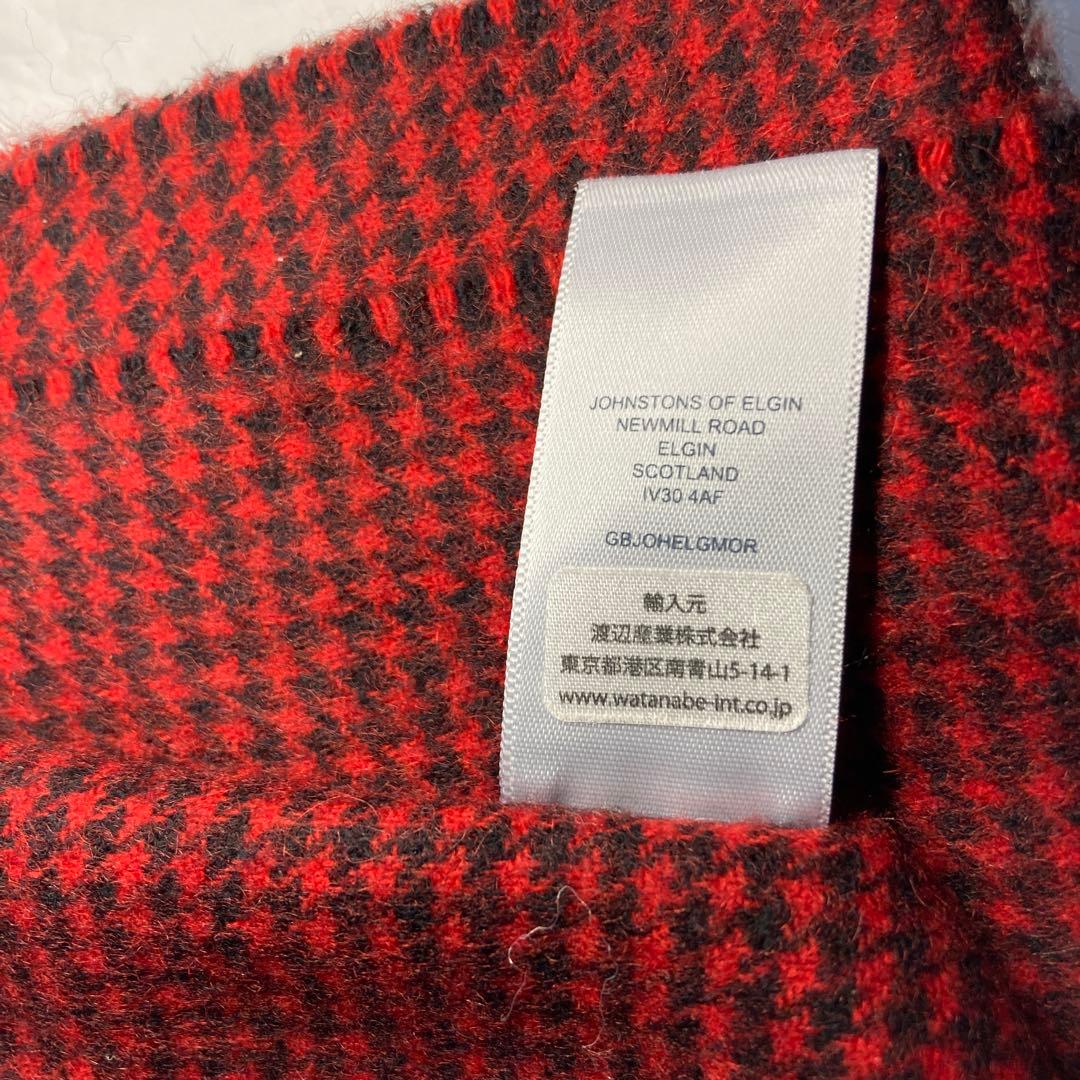 JOHNSTONS OF ELGIN
NEWMILL ROAD
ELGIN
SCOTLAND
IV30 4AF
GBJOHELGMOR
輸入元
渡辺産業株式会社
東京都港区南青山5-14-1
www.watanabe-int.co.jp